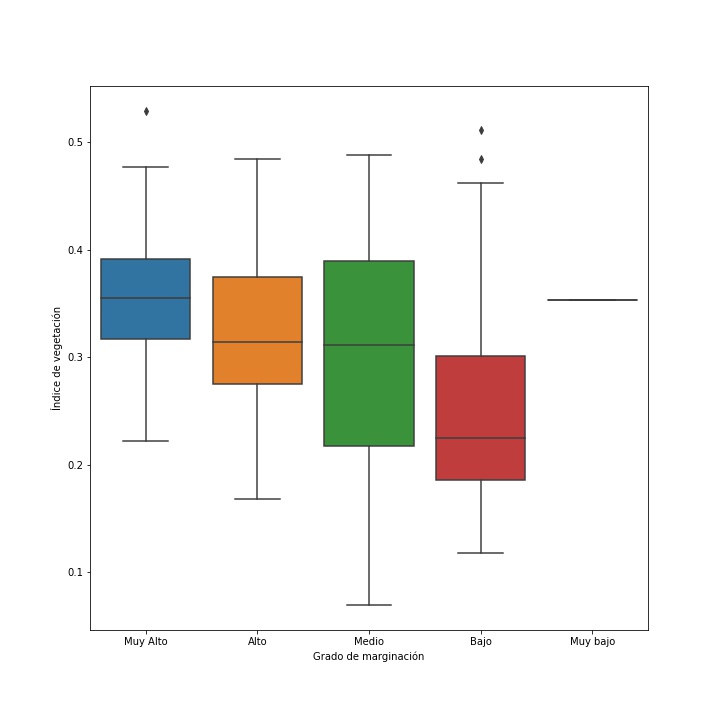 Índice de vegetación
0.5
0.4
0.3
0.2
0.1
Muy Alto
Alto
Medio
Bajo
Muy bajo
Grado de marginación